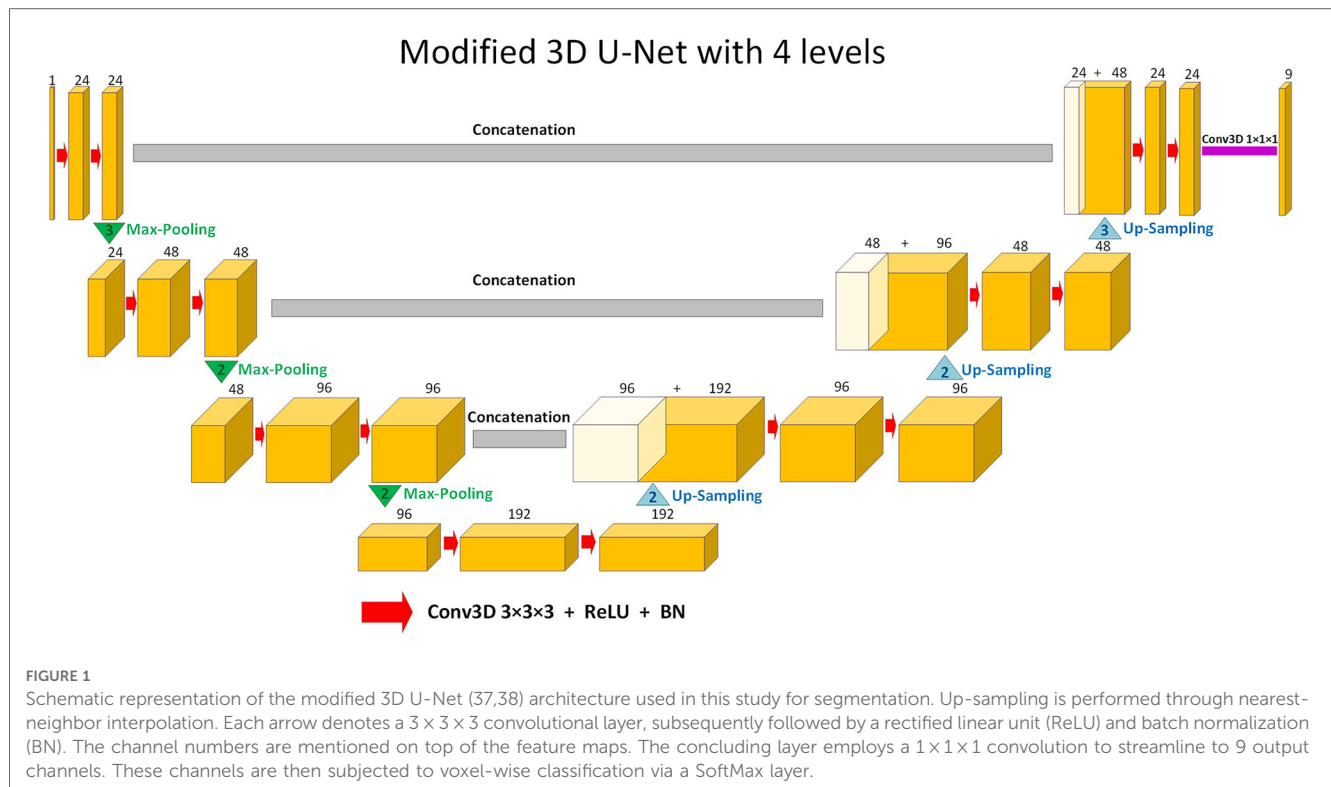 Modified 3D U-Net with 4 levels
1 24 24 24 + 48 24 24 9
Concatenation
Conv3D 1×1×1
3 Max-Pooling 3 Up-Sampling
24 48 48 48 + 96 48 48
Concatenation
2 Max-Pooling 2 Up-Sampling
48 96 96 96 + 192 96 96
Concatenation
2 Max-Pooling 2 Up-Sampling
96 192 192
Conv3D 3×3×3 + ReLU + BN
FIGURE 1
Schematic representation of the modified 3D U-Net (37,38) architecture used in this study for segmentation. Up-sampling is performed through nearest-
neighbor interpolation. Each arrow denotes a 3 × 3 × 3 convolutional layer, subsequently followed by a rectified linear unit (ReLU) and batch normalization
(BN). The channel numbers are mentioned on top of the feature maps. The concluding layer employs a 1 × 1 × 1 convolution to streamline to 9 output
channels. These channels are then subjected to voxel-wise classification via a SoftMax layer.